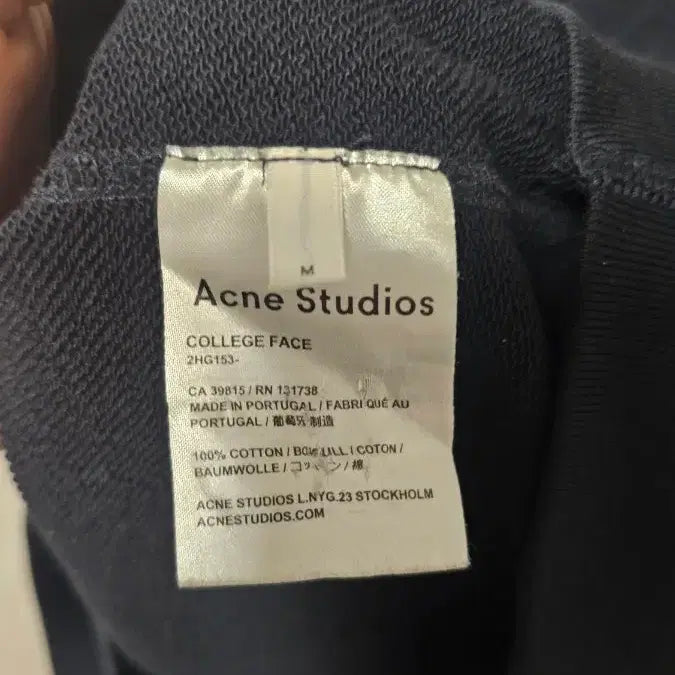 M
Acne Studios
COLLEGE FACE
2HG153-
CA 39815 / RN 131738
MADE IN PORTUGAL / FABRIQUÉ AU
PORTUGAL / 葡萄牙 制造
100% COTTON / BOMULL / COTON /
BAUMWOLLE / コットン / 棉
ACNE STUDIOS L.NYG.23 STOCKHOLM
ACNESTUDIOS.COM